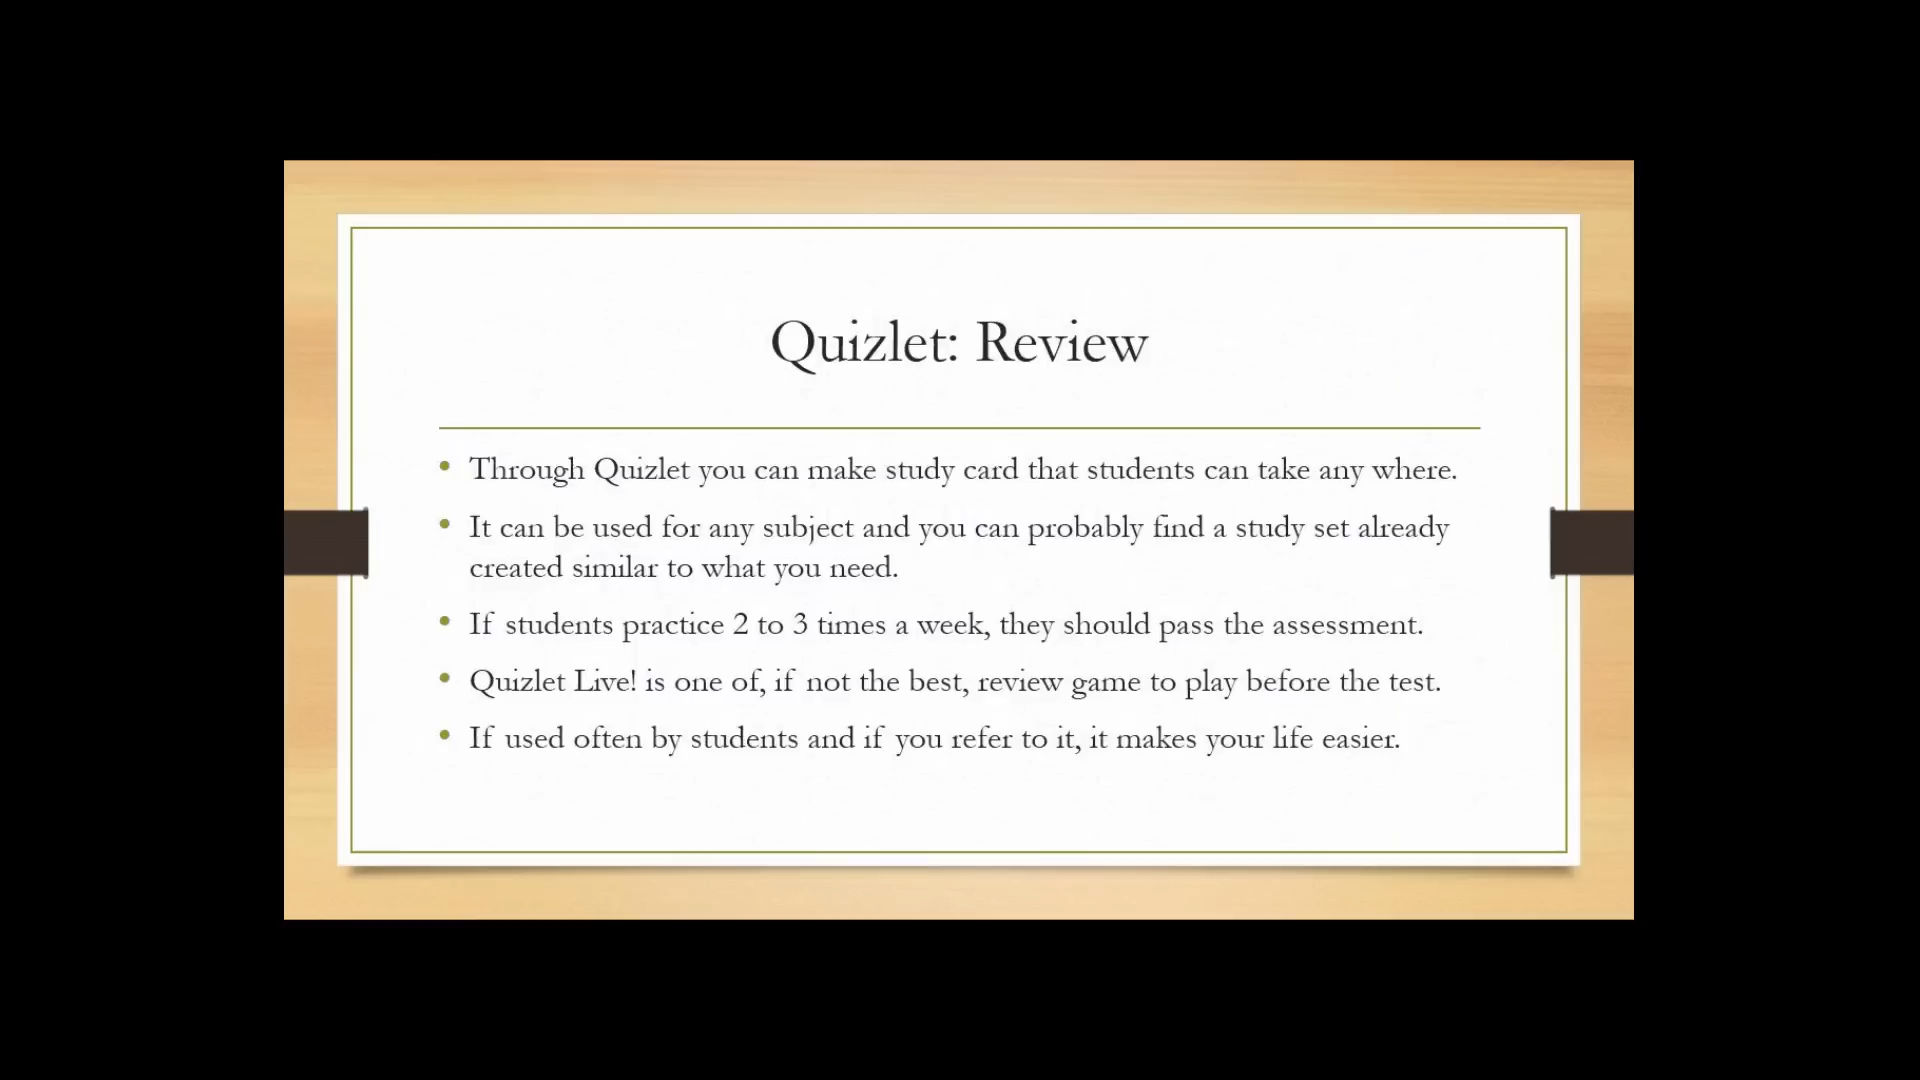 Quizlet: Review
• Through Quizlet you can make study card that students can take any where.
• It can be used for any subject and you can probably find a study set already
created similar to what you need.
• If students practice 2 to 3 times a week, they should pass the assessment.
• Quizlet Live! is one of, if not the best, review game to play before the test.
• If used often by students and if you refer to it, it makes your life easier.